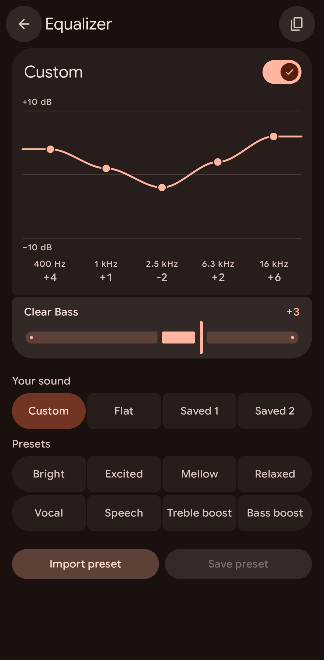 Equalizer
Custom
+10 dB
−10 dB
400 Hz 1 kHz 2.5 kHz 6.3 kHz 16 kHz
+4 +1 -2 +2 +6
Clear Bass +3
Your sound
Custom Flat Saved 1 Saved 2
Presets
Bright Excited Mellow Relaxed
Vocal Speech Treble boost Bass boost
Import preset Save preset